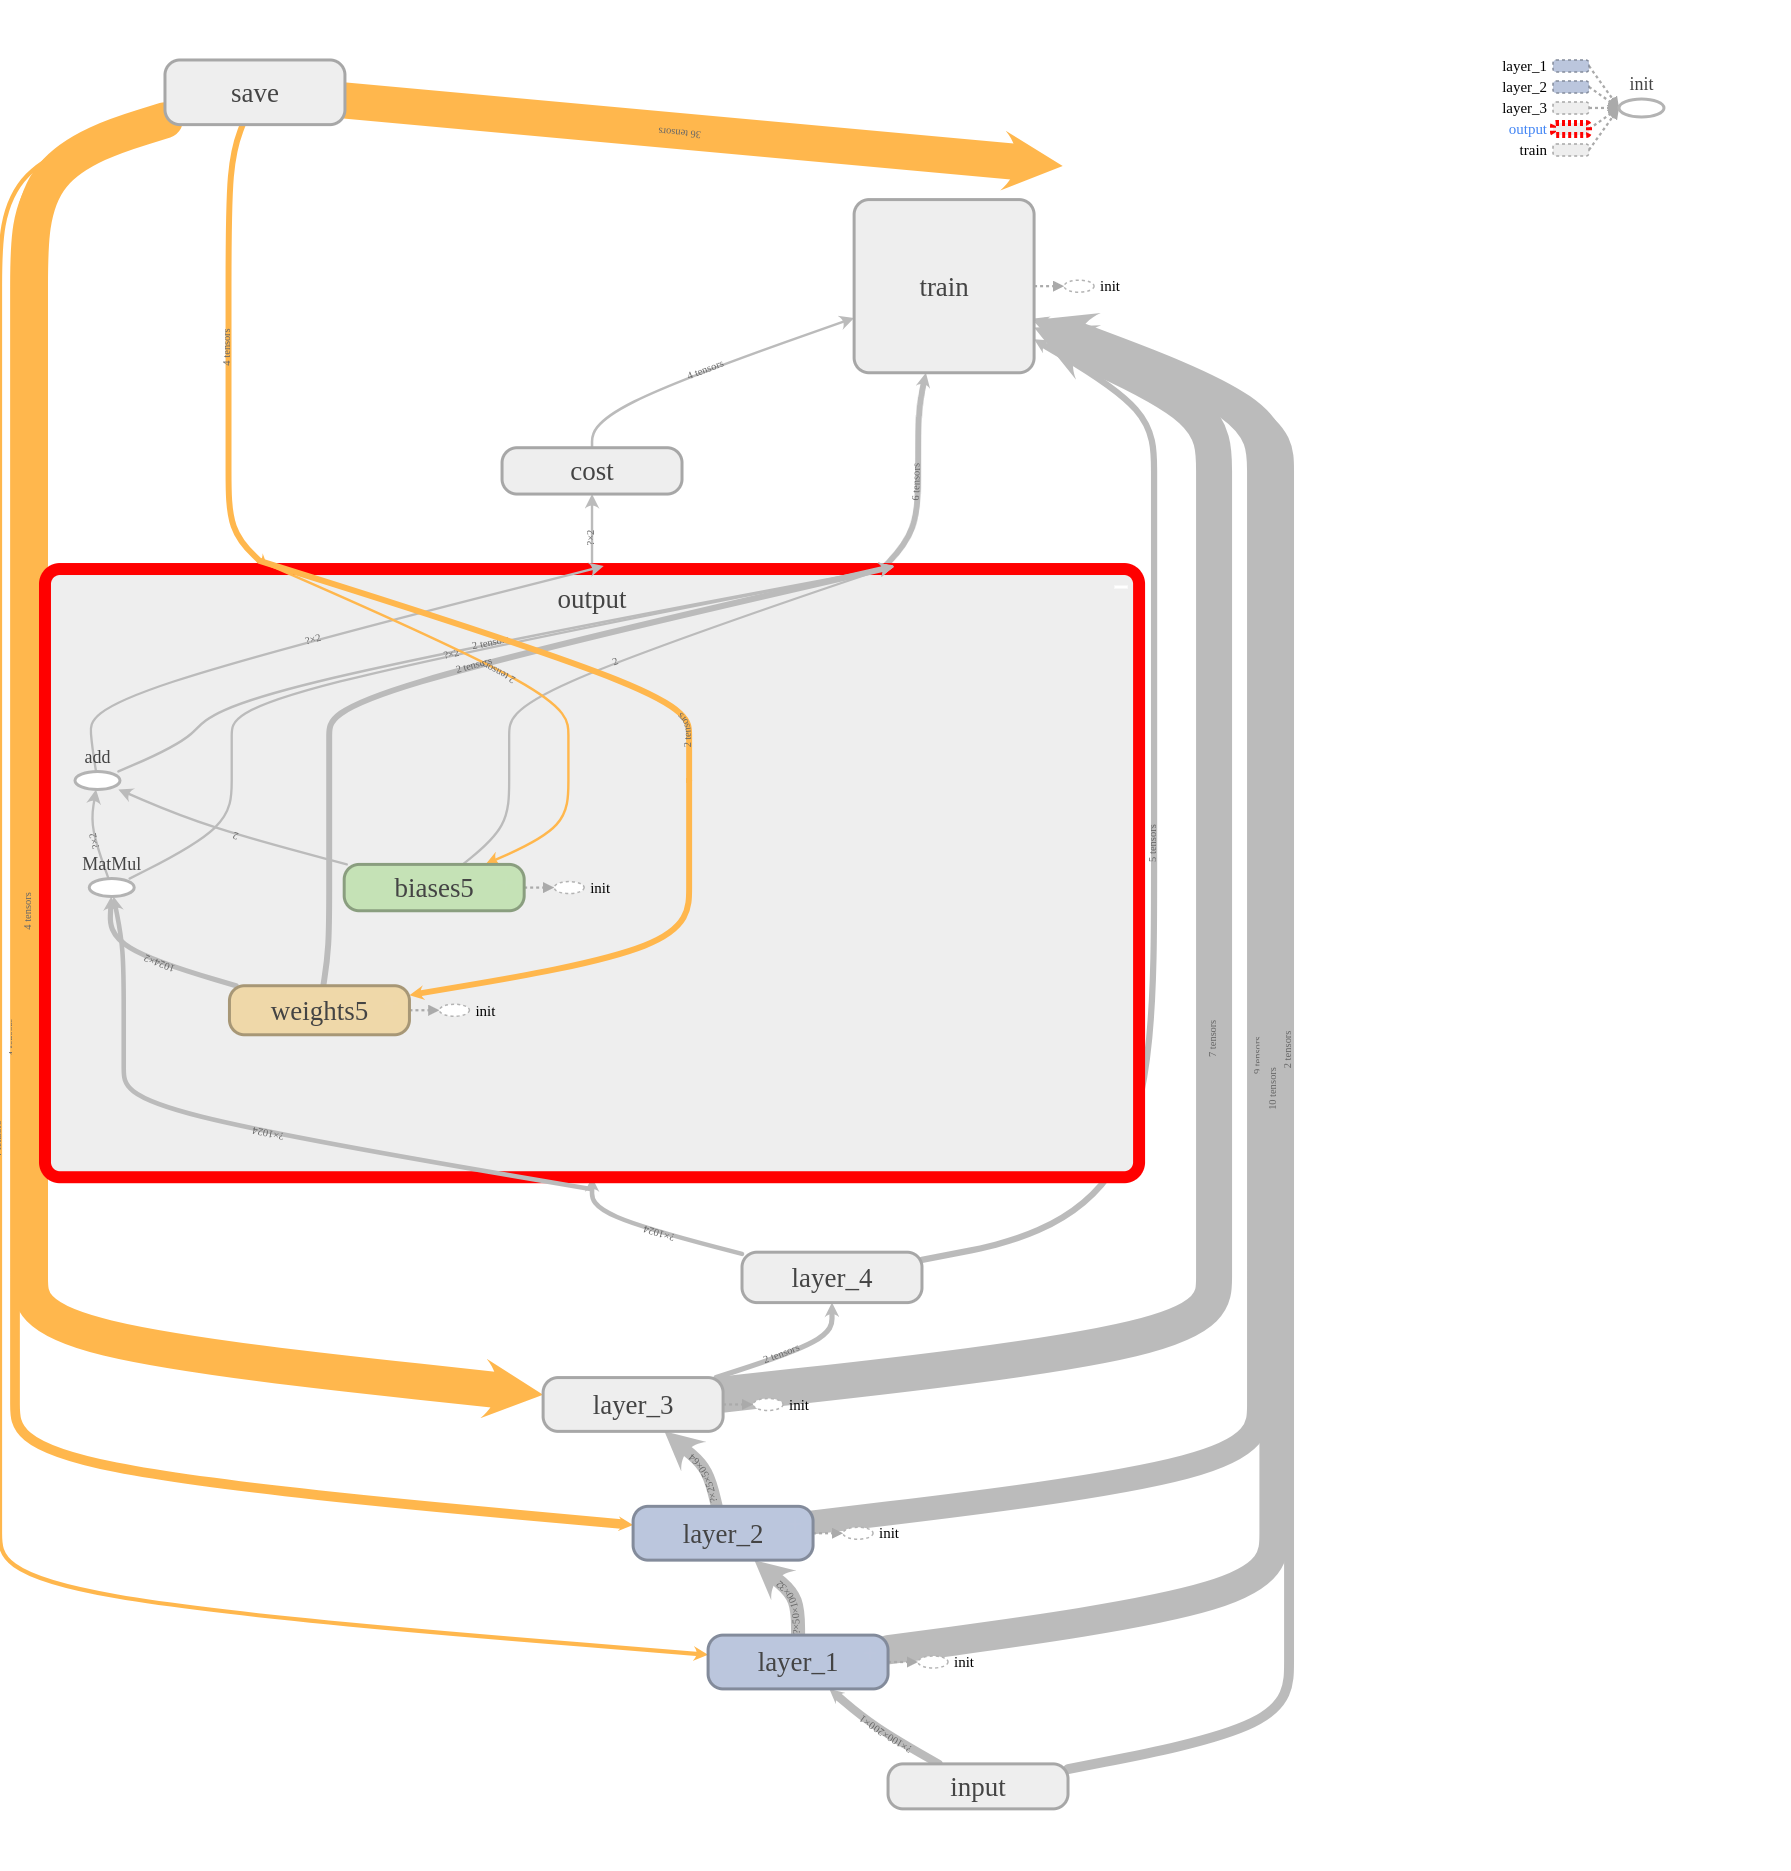 save
36 tensors
layer_1
layer_2
layer_3
output
train
init
train
init
4 tensors
4 tensors
cost
6 tensors
?×2
output
?×2
2 tensors
?×2
2 tensors
2 tensors
2
2 tensors
add
?×2
2
MatMul
biases5
init
5 tensors
4 tensors
1024×2
weights5
init
7 tensors
9 tensors
2 tensors
10 tensors
?×1024
?×1024
layer_4
2 tensors
layer_3
init
?×25×50×64
layer_2
init
?×50×100×32
layer_1
init
?×100×200×1
input